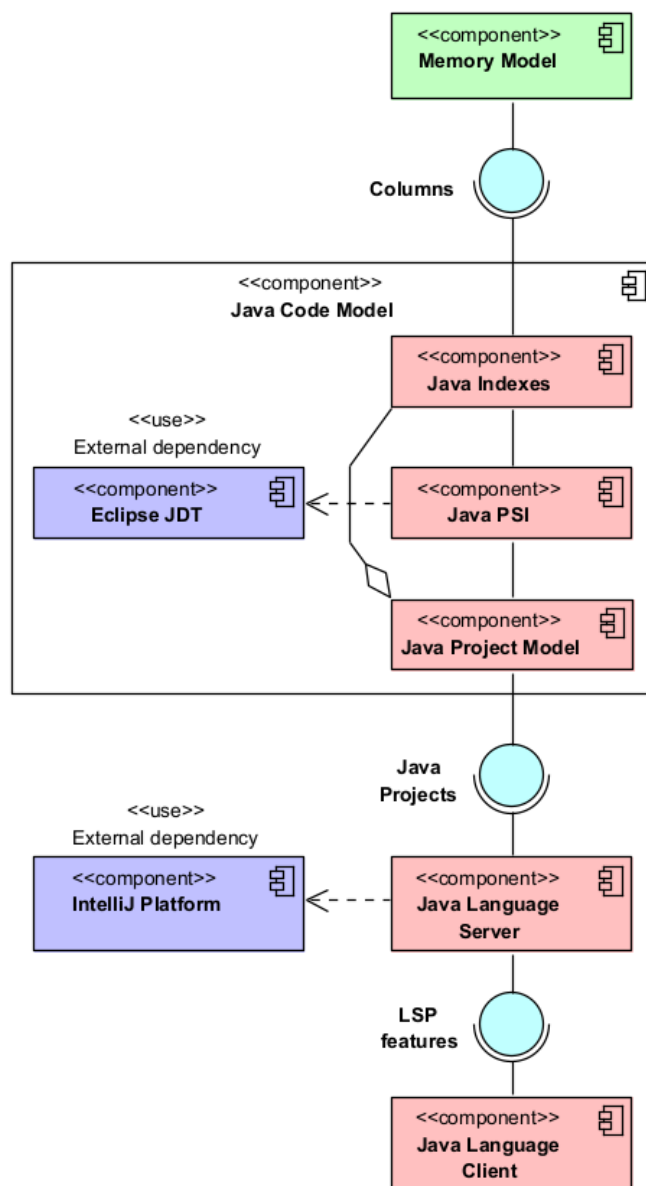 <<component>>
Memory Model
Columns
<<component>>
Java Code Model
<<component>>
Java Indexes
<<use>>
External dependency
<<component>>
Eclipse JDT
<<component>>
Java PSI
<<component>>
Java Project Model
Java
Projects
<<use>>
External dependency
<<component>>
IntelliJ Platform
<<component>>
Java Language
Server
LSP
features
<<component>>
Java Language
Client